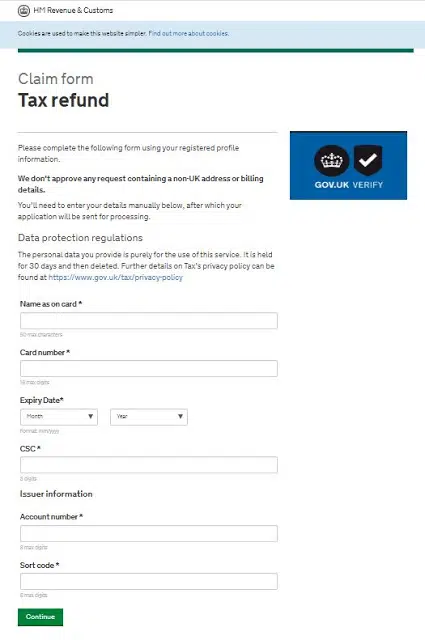 HM Revenue & Customs
Cookies are used to make this website simpler. Find out more about cookies.
Claim form
Tax refund
Please complete the following form using your registered profile
information.
We don't approve any request containing a non-UK address or billing
details.
You'll need to enter your details manually below, after which your
application will be sent for processing.
GOV.UK VERIFY
Data protection regulations
The personal data you provide is purely for the use of this service. It is held
for 30 days and then deleted. Further details on Tax's privacy policy can be
found at https://www.gov.uk/tax/privacy-policy
Name as on card *
50 max characters
Card number *
16 max digits
Expiry Date*
Month ▼ Year ▼
Format: mm/yyyy
CSC *
3 digits
Issuer information
Account number *
8 max digits
Sort code *
6 max digits
Continue